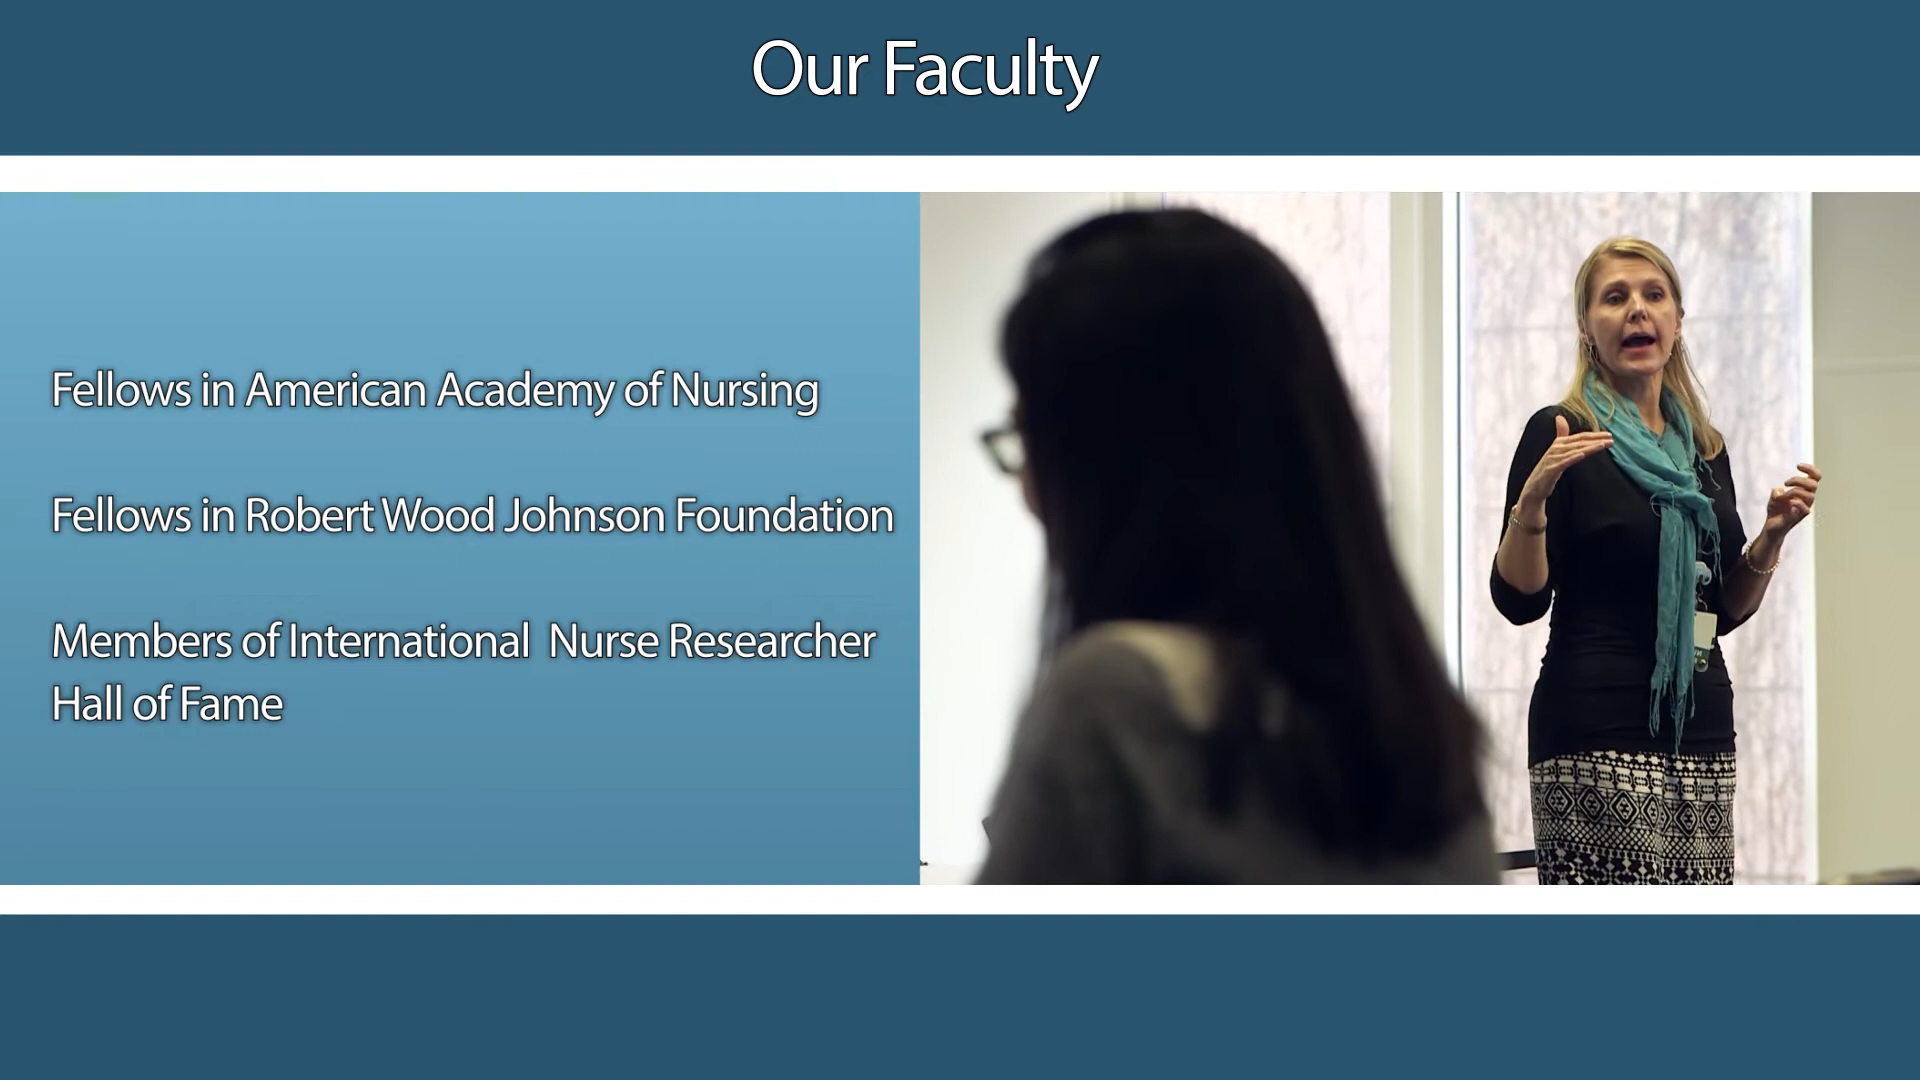 Our Faculty
Fellows in American Academy of Nursing
Fellows in Robert Wood Johnson Foundation
Members of International  Nurse Researcher
Hall of Fame